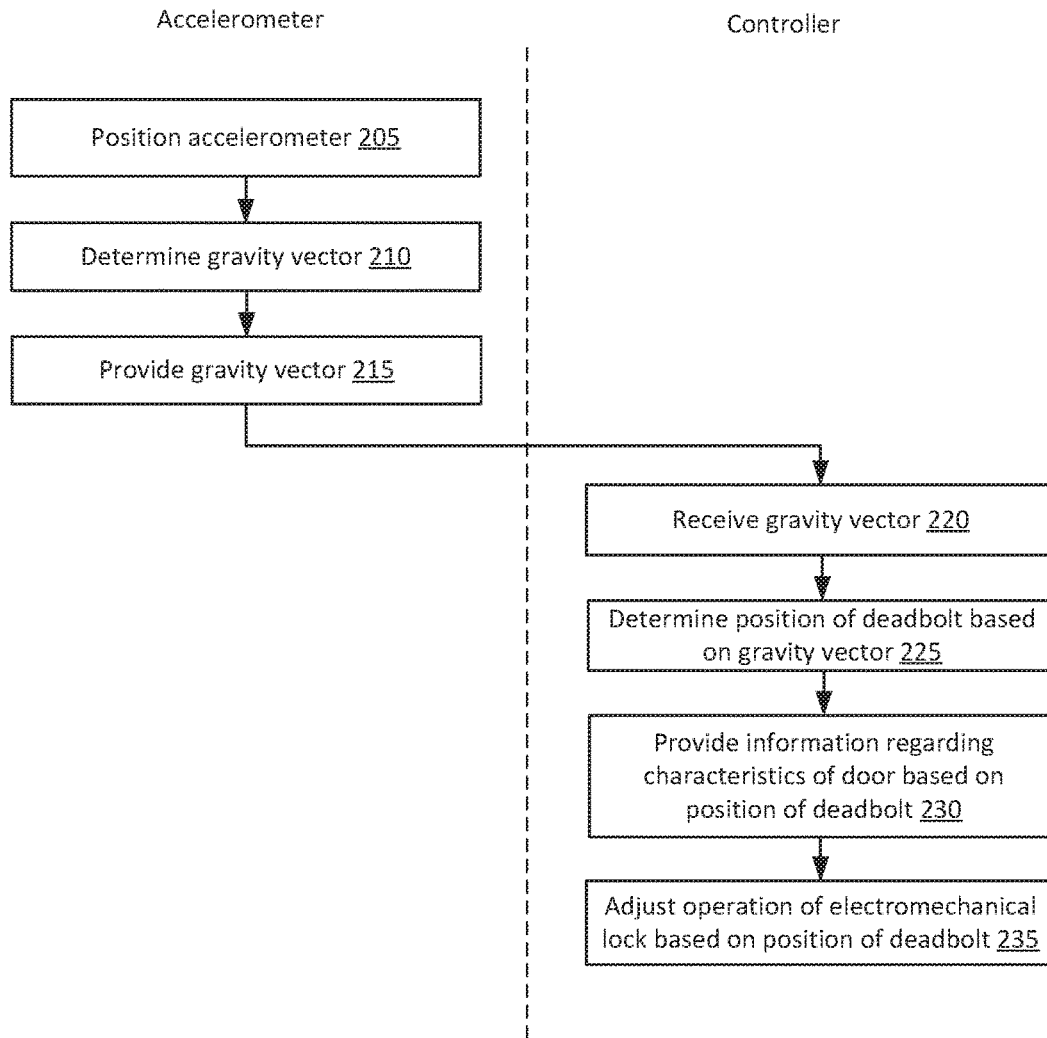 Accelerometer
Controller
Position accelerometer 205
Determine gravity vector 210
Provide gravity vector 215
Receive gravity vector 220
Determine position of deadbolt based
on gravity vector 225
Provide information regarding
characteristics of door based on
position of deadbolt 230
Adjust operation of electromechanical
lock based on position of deadbolt 235